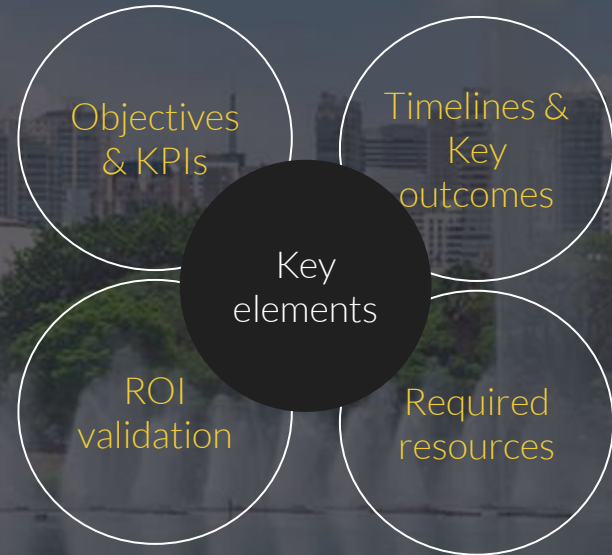 Objectives
& KPIs
Timelines &
Key
outcomes
Key
elements
ROI
validation
Required
resources